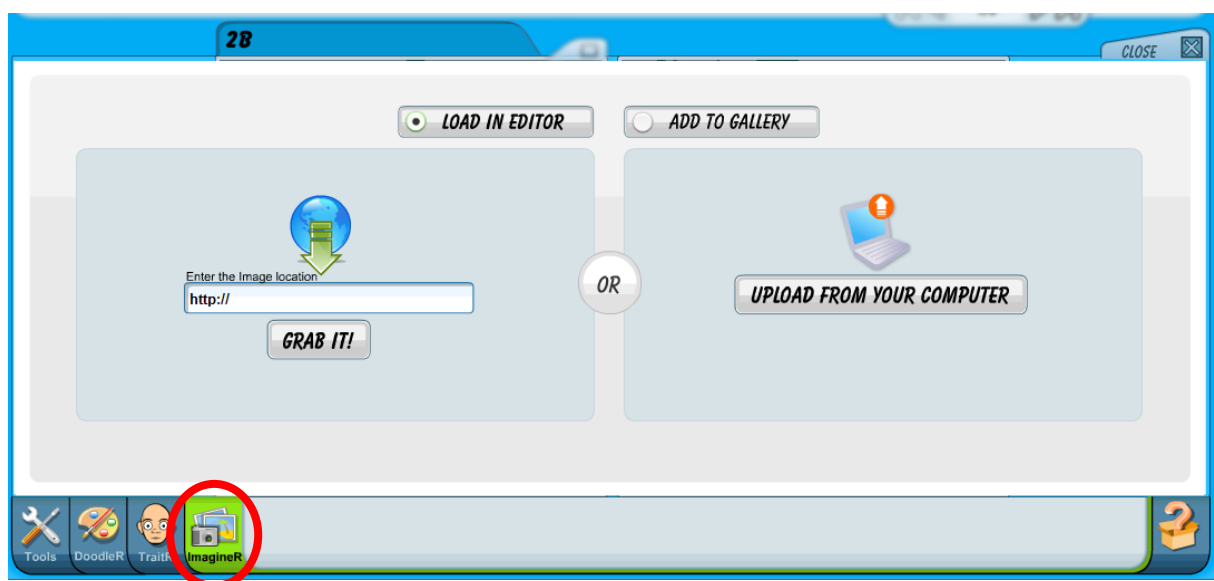 28
CLOSE
LOAD IN EDITOR
ADD TO GALLERY
Enter the Image location
http://
GRAB IT!
OR
UPLOAD FROM YOUR COMPUTER
Tools
DoodleR
ImagineR